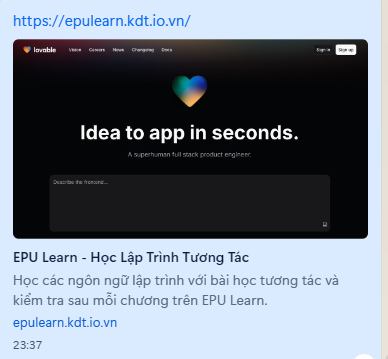 https://epulearn.kdt.io.vn/
lovable Vision Careers News Changelog Docs Sign in Sign up
Idea to app in seconds.
A superhuman full stack product engineer.
Describe the frontend...
EPU Learn - Học Lập Trình Tương Tác
Học các ngôn ngữ lập trình với bài học tương tác và
kiểm tra sau mỗi chương trên EPU Learn.
epulearn.kdt.io.vn
23:37